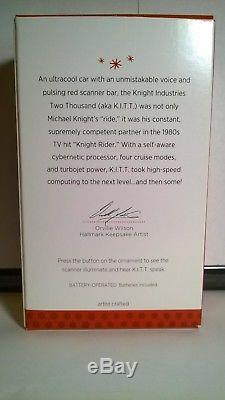 An ultracool car with an unmistakable voice and
pulsing red scanner bar, the Knight Industries
Two Thousand (aka K.I.T.T.) was not only
Michael Knight's "ride," it was his constant,
supremely competent partner in the 1980s
TV hit "Knight Rider." With a self-aware
cybernetic processor, four cruise modes,
and turbojet power, K.I.T.T. took high-speed
computing to the next level...and then some!
Orville Wilson
Hallmark Keepsake Artist
Press the button on the ornament to see the
scanner illuminate and hear K.I.T.T. speak.
BATTERY-OPERATED. Batteries included.
artist crafted